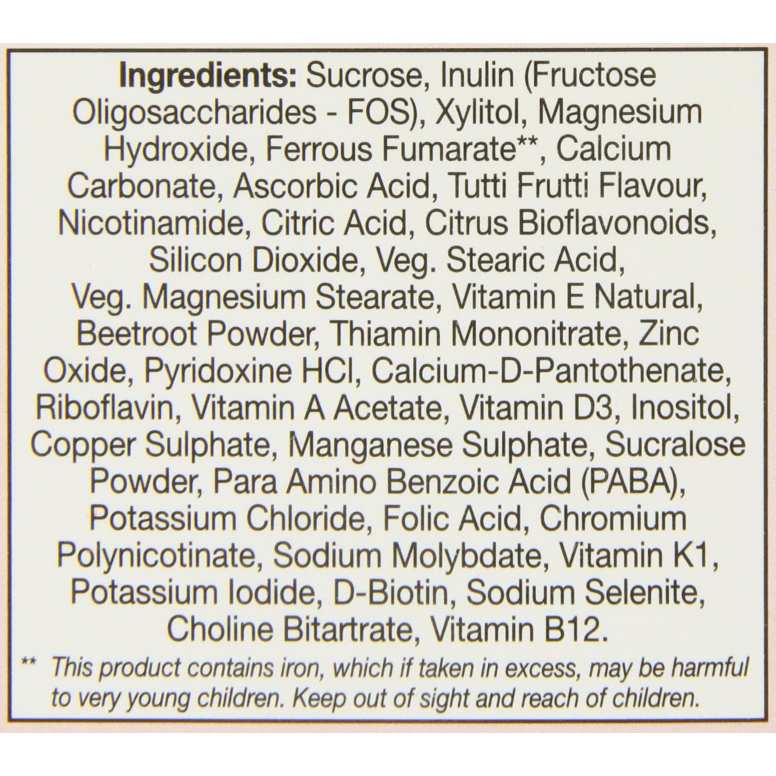 Ingredients: Sucrose, Inulin (Fructose
Oligosaccharides - FOS), Xylitol, Magnesium
Hydroxide, Ferrous Fumarate**, Calcium
Carbonate, Ascorbic Acid, Tutti Frutti Flavour,
Nicotinamide, Citric Acid, Citrus Bioflavonoids,
Silicon Dioxide, Veg. Stearic Acid,
Veg. Magnesium Stearate, Vitamin E Natural,
Beetroot Powder, Thiamin Mononitrate, Zinc
Oxide, Pyridoxine HCl, Calcium-D-Pantothenate,
Riboflavin, Vitamin A Acetate, Vitamin D3, Inositol,
Copper Sulphate, Manganese Sulphate, Sucralose
Powder, Para Amino Benzoic Acid (PABA),
Potassium Chloride, Folic Acid, Chromium
Polynicotinate, Sodium Molybdate, Vitamin K1,
Potassium Iodide, D-Biotin, Sodium Selenite,
Choline Bitartrate, Vitamin B12.
** This product contains iron, which if taken in excess, may be harmful
to very young children. Keep out of sight and reach of children.